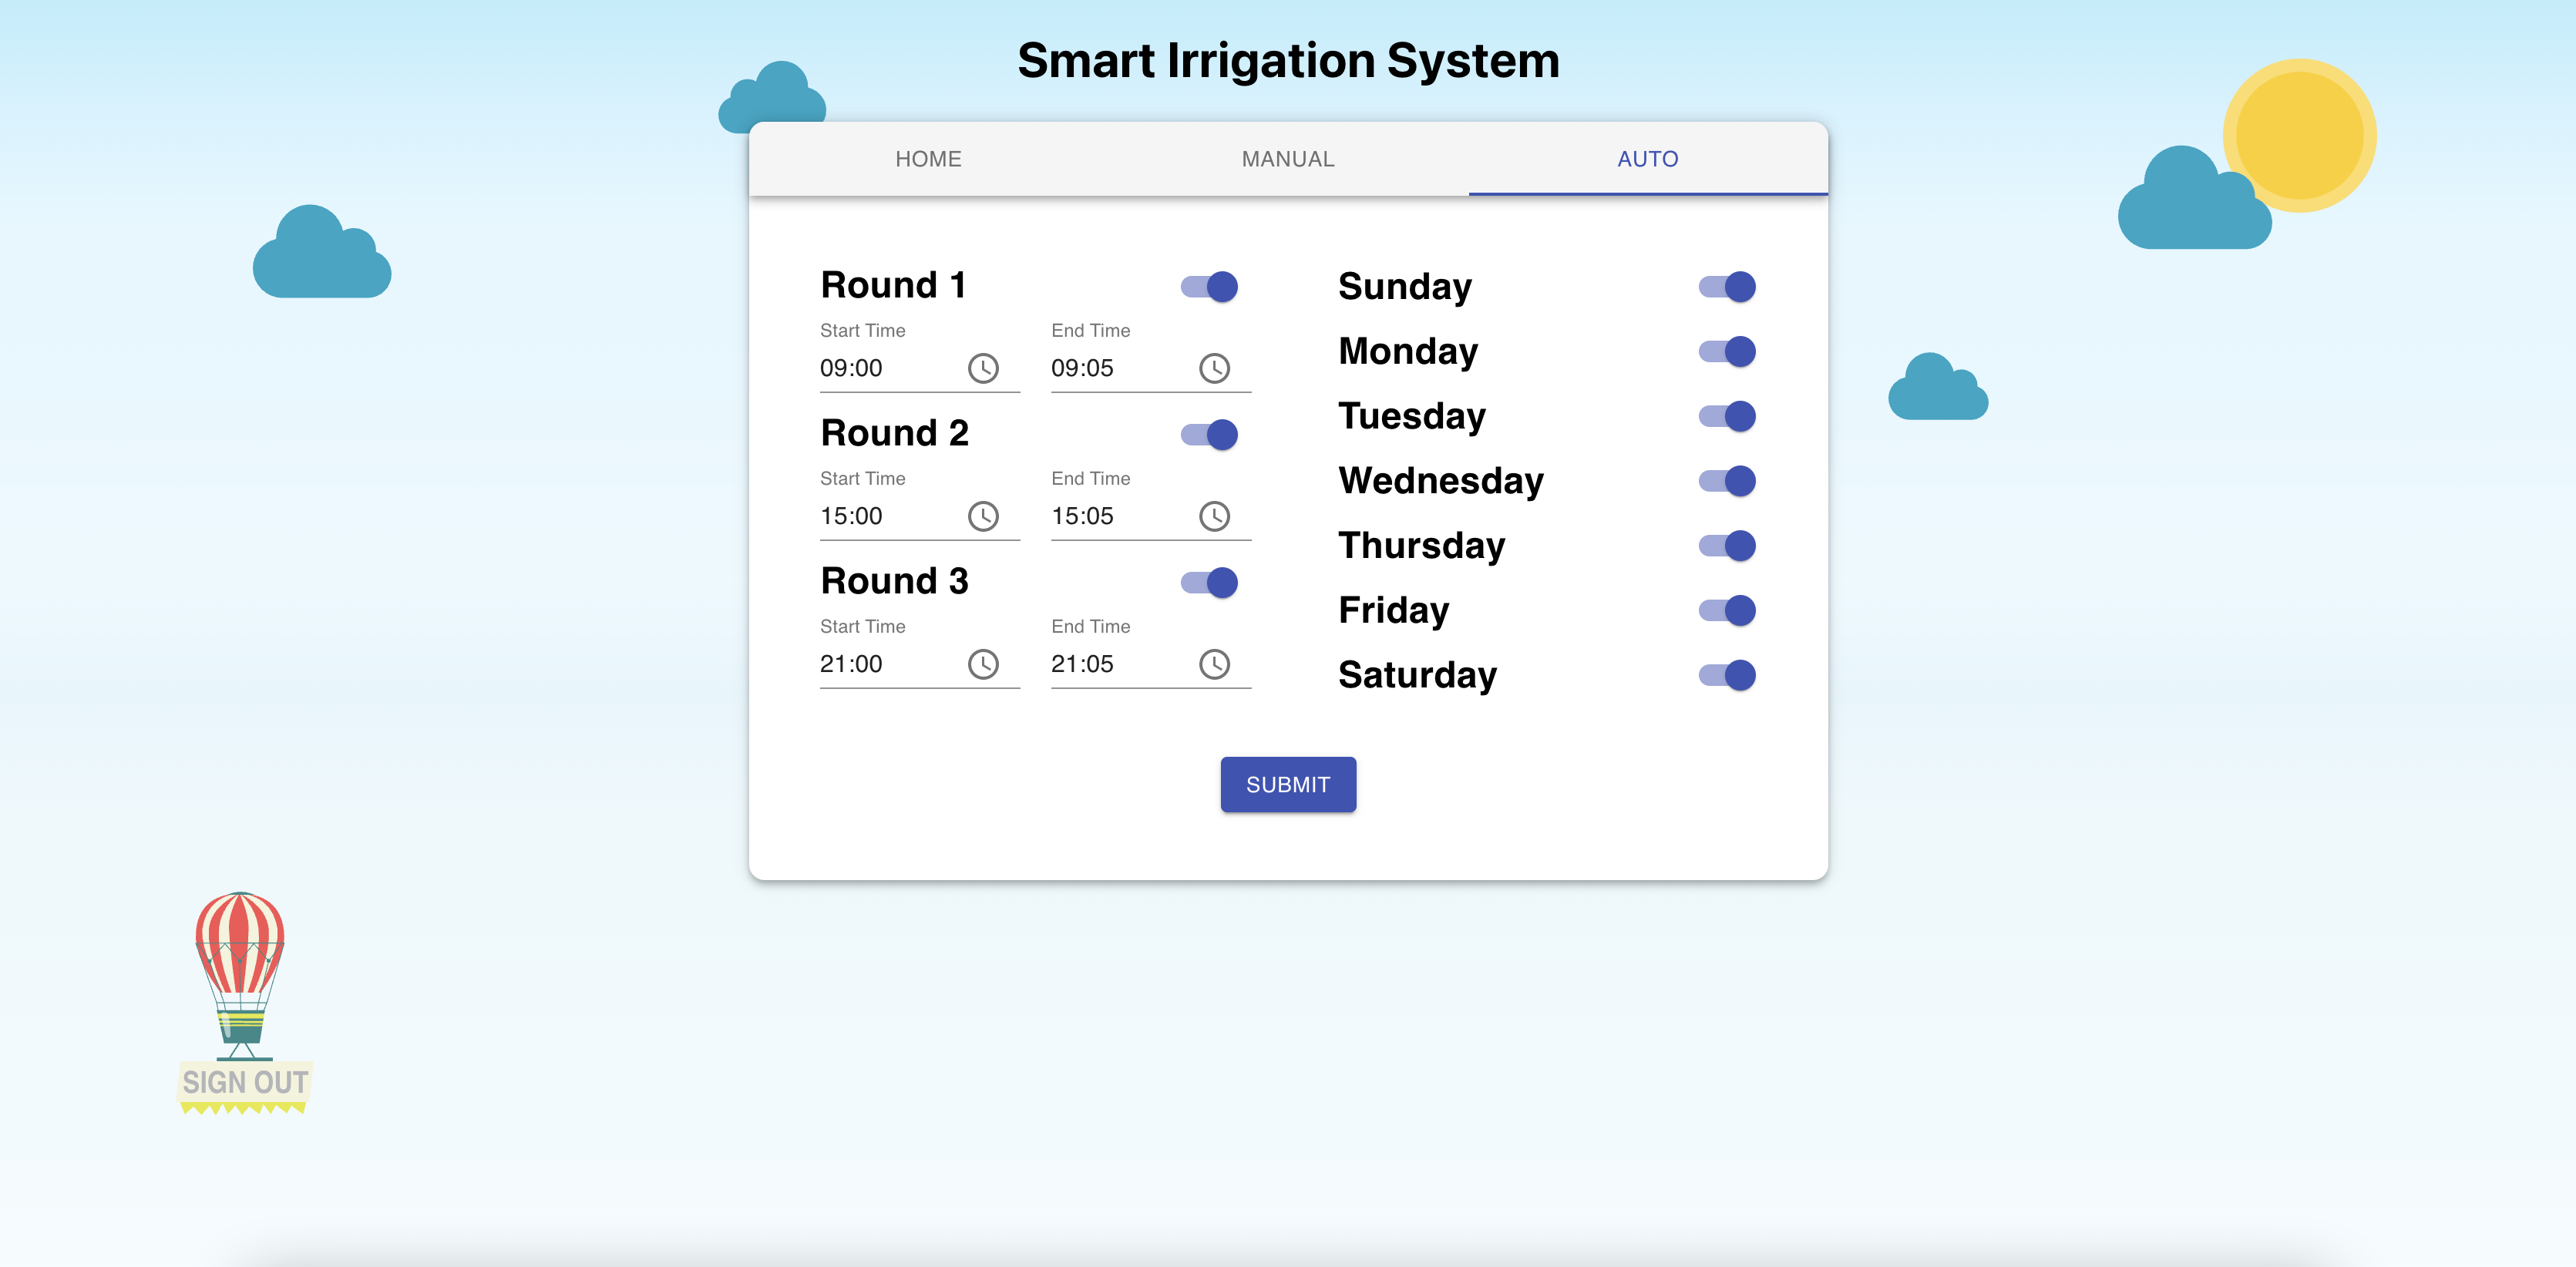 Smart Irrigation System
HOME MANUAL AUTO
Round 1
Start Time End Time
09:00 09:05
Round 2
Start Time End Time
15:00 15:05
Round 3
Start Time End Time
21:00 21:05
Sunday
Monday
Tuesday
Wednesday
Thursday
Friday
Saturday
SUBMIT
SIGN OUT